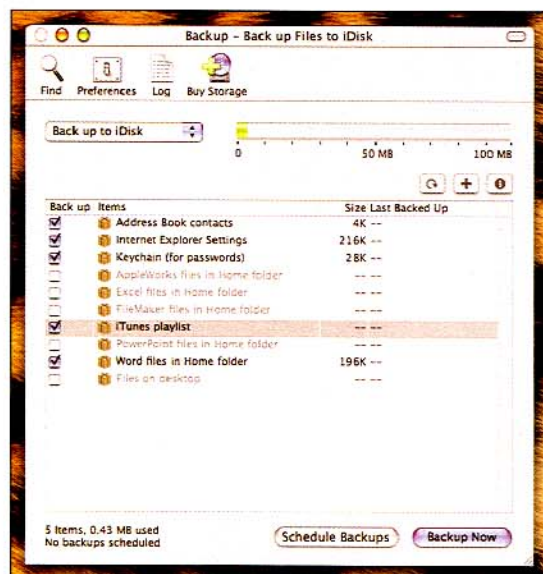 Backup - Back up Files to iDisk
Find Preferences Log Buy Storage
Back up to iDisk
0 50 MB 100 MB
Back up Items Size Last Backed Up
Address Book contacts 4K --
Internet Explorer Settings 216K --
Keychain (for passwords) 28K --
AppleWorks files in Home folder -- --
Excel files in Home folder -- --
FileMaker files in Home folder -- --
iTunes playlist -- --
PowerPoint files in Home folder -- --
Word files in Home folder 196K --
Files on desktop -- --
5 Items, 0.43 MB used
No backups scheduled
Schedule Backups Backup Now